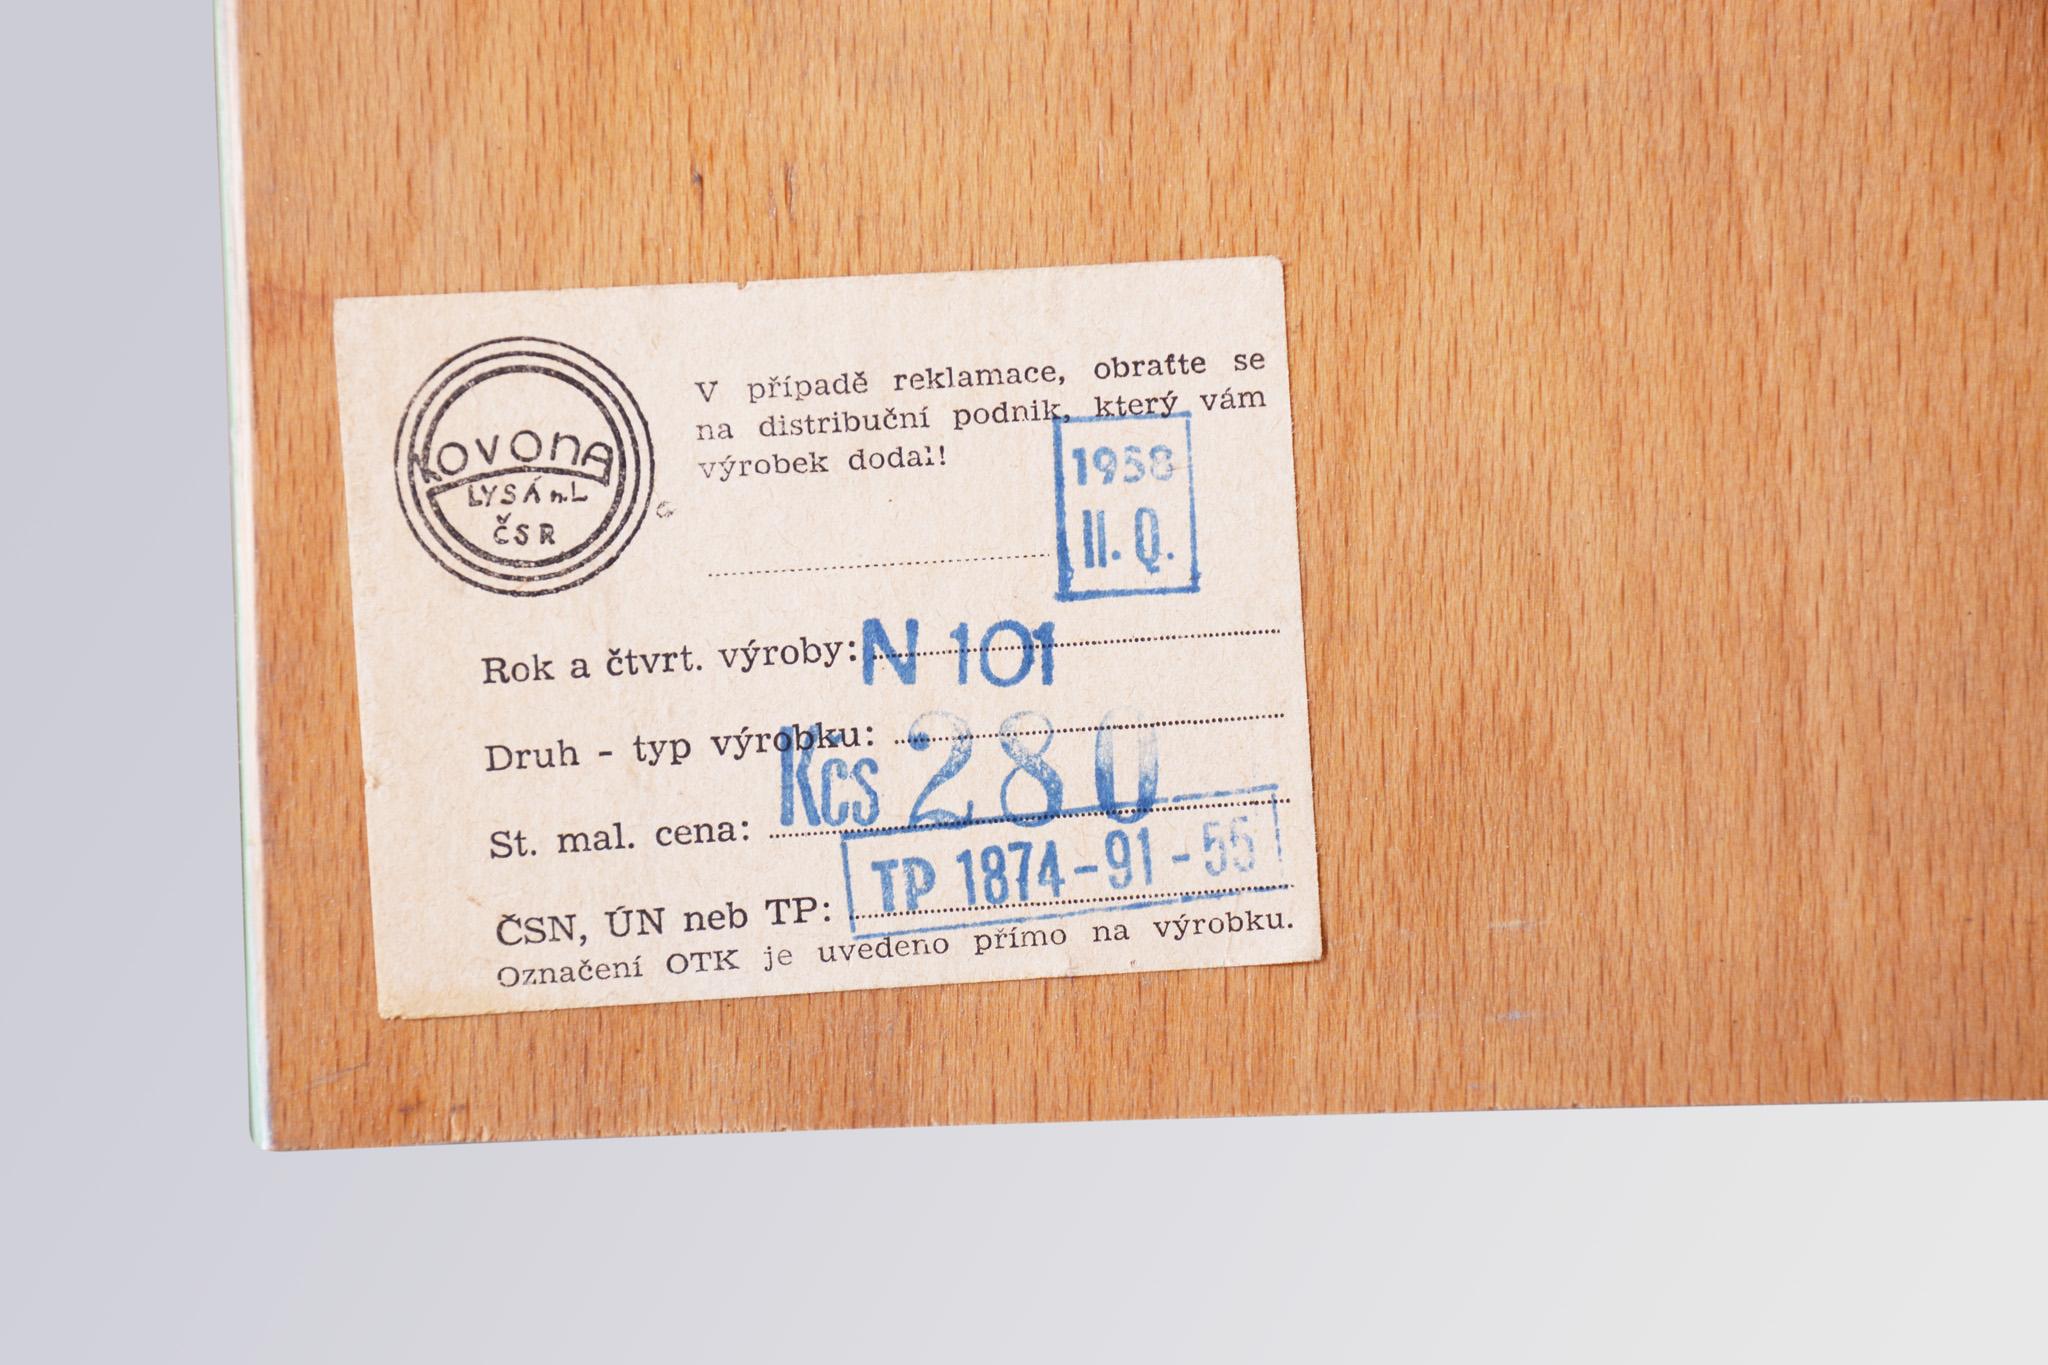 KOVONA
LYSÁ n. L
ČSR
V případě reklamace, obraťte se
na distribuční podnik, který vám
výrobek dodal!
1958
II. Q.
Rok a čtvrt. výroby: N 101
Druh - typ výrobku:
Kčs 280
St. mal. cena:
TP 1874-91-55
ČSN, ÚN neb TP:
Označení OTK je uvedeno přímo na výrobku.